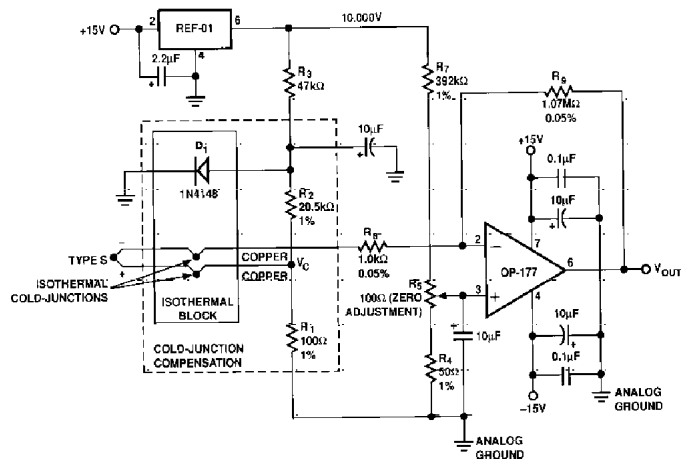 +15V
2
REF-01
6
4
10.000V
2.2μF
+
R3
47kΩ
R7
392kΩ
1%
R9
1.07MΩ
0.05%
10μF
+
D1
1N4148
R2
20.5kΩ
1%
+15V
0.1μF
10μF
+
TYPE S
−
+
COPPER
COPPER
VC
R8
1.0kΩ
0.05%
2
−
7
OP-177
6
VOUT
3
+
4
ISOTHERMAL
COLD-JUNCTIONS
ISOTHERMAL
BLOCK
R5
100Ω (ZERO
ADJUSTMENT)
R1
100Ω
1%
+
10μF
10μF
+
0.1μF
COLD-JUNCTION
COMPENSATION
R4
50Ω
1%
−15V
ANALOG
GROUND
ANALOG
GROUND